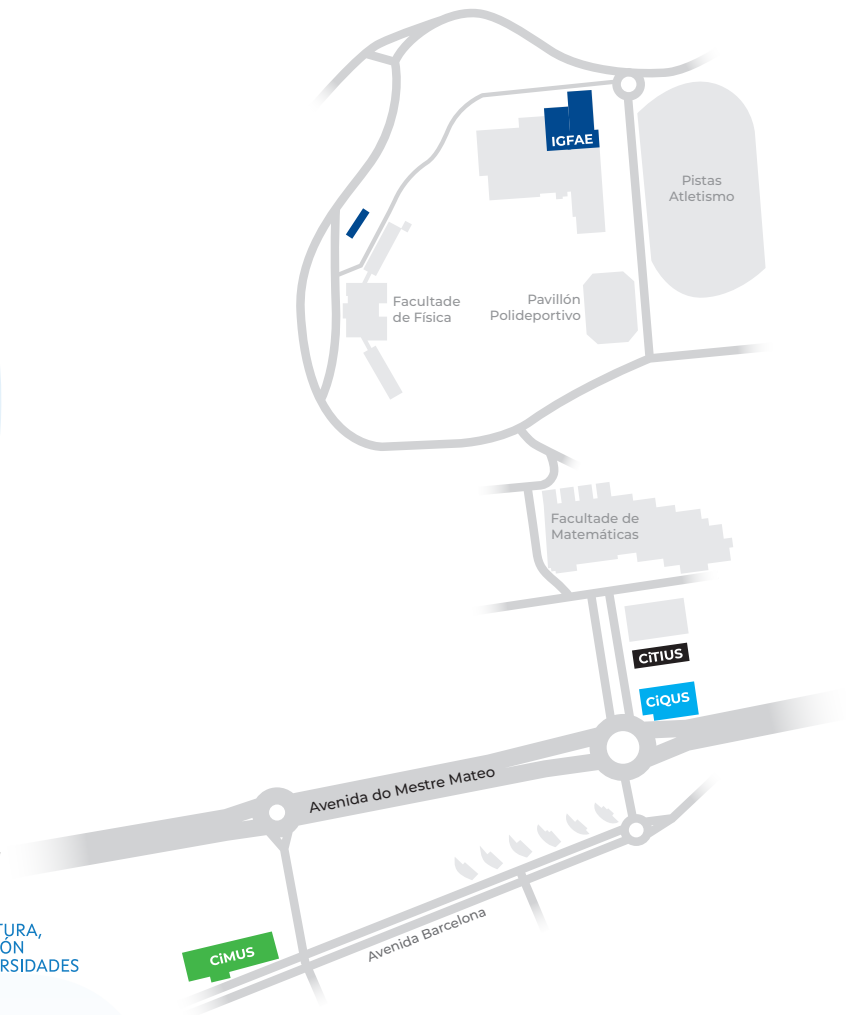 IGFAE
Pistas
Atletismo
Facultade
de Física
Pavillón
Polideportivo
Facultade de
Matemáticas
CiTIUS
CiQUS
Avenida do Mestre Mateo
Avenida Barcelona
CiMUS
TURA,
ÓN
ERSIDADES